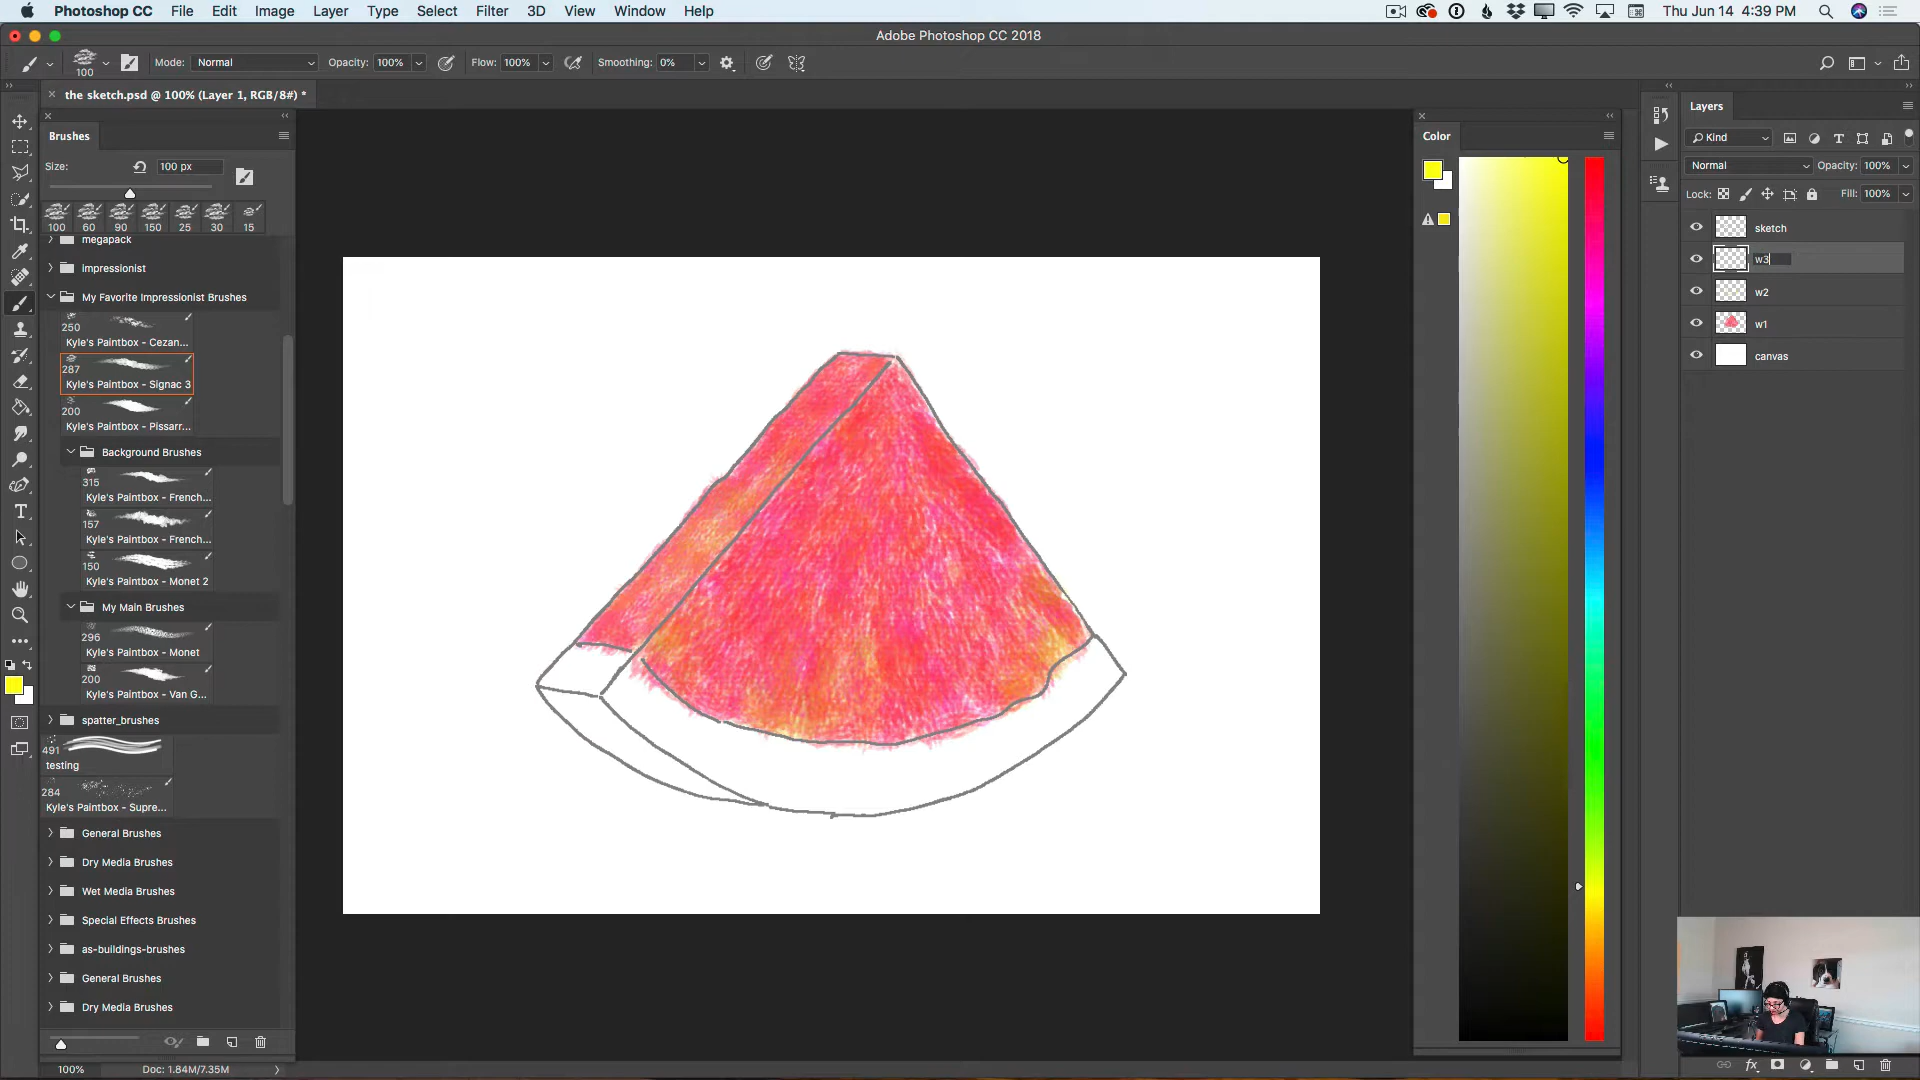 Photoshop CC File Edit Image Layer Type Select Filter 3D View Window Help Thu Jun 14 4:39 PM
Adobe Photoshop CC 2018
100 Mode: Normal Opacity: 100% Flow: 100% Smoothing: 0%
the sketch.psd @ 100% (Layer 1, RGB/8#) *
Brushes
Size: 100 px
100 60 90 150 25 30 15
megapack
impressionist
My Favorite Impressionist Brushes
250
Kyle's Paintbox - Cezan...
287
Kyle's Paintbox - Signac 3
200
Kyle's Paintbox - Pissarr...
Background Brushes
315
Kyle's Paintbox - French...
157
Kyle's Paintbox - French...
150
Kyle's Paintbox - Monet 2
My Main Brushes
296
Kyle's Paintbox - Monet
200
Kyle's Paintbox - Van G...
spatter_brushes
491
testing
284
Kyle's Paintbox - Supre...
General Brushes
Dry Media Brushes
Wet Media Brushes
Special Effects Brushes
as-buildings-brushes
General Brushes
Dry Media Brushes
100% Doc: 1.84M/7.35M
Color
Layers
Kind
Normal Opacity: 100%
Lock: Fill: 100%
sketch
w3
w2
w1
canvas
fx